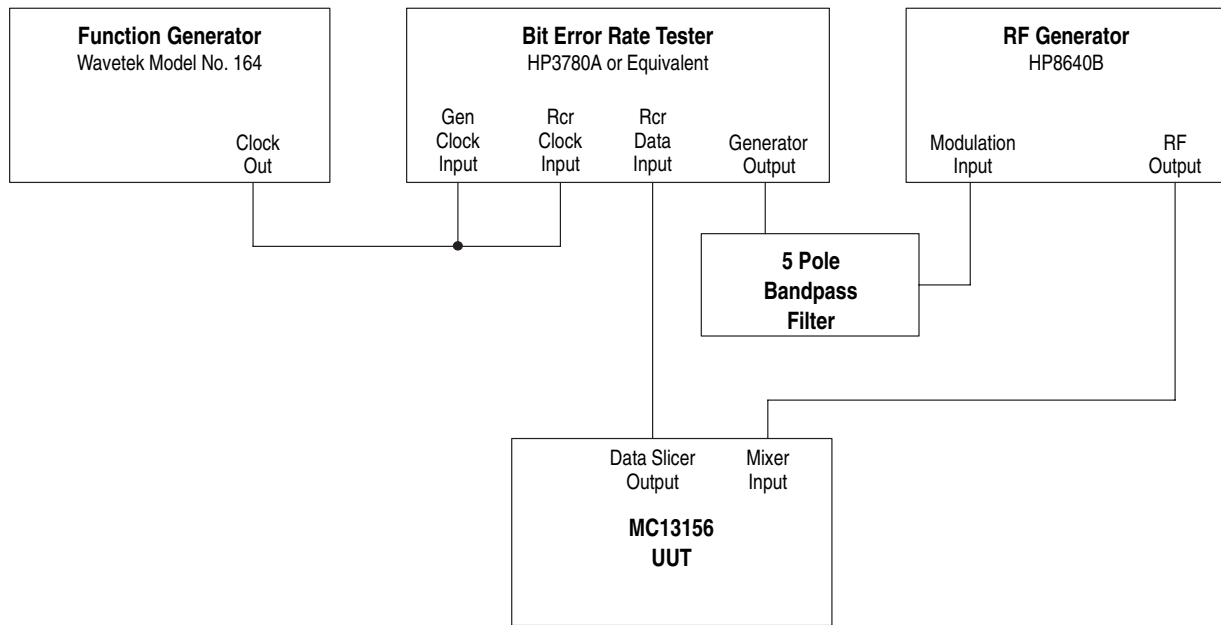 Function Generator
Wavetek Model No. 164
Clock
Out
Bit Error Rate Tester
HP3780A or Equivalent
Gen
Clock
Input
Rcr
Clock
Input
Rcr
Data
Input
Generator
Output
RF Generator
HP8640B
Modulation
Input
RF
Output
5 Pole
Bandpass
Filter
Data Slicer
Output
Mixer
Input
MC13156
UUT